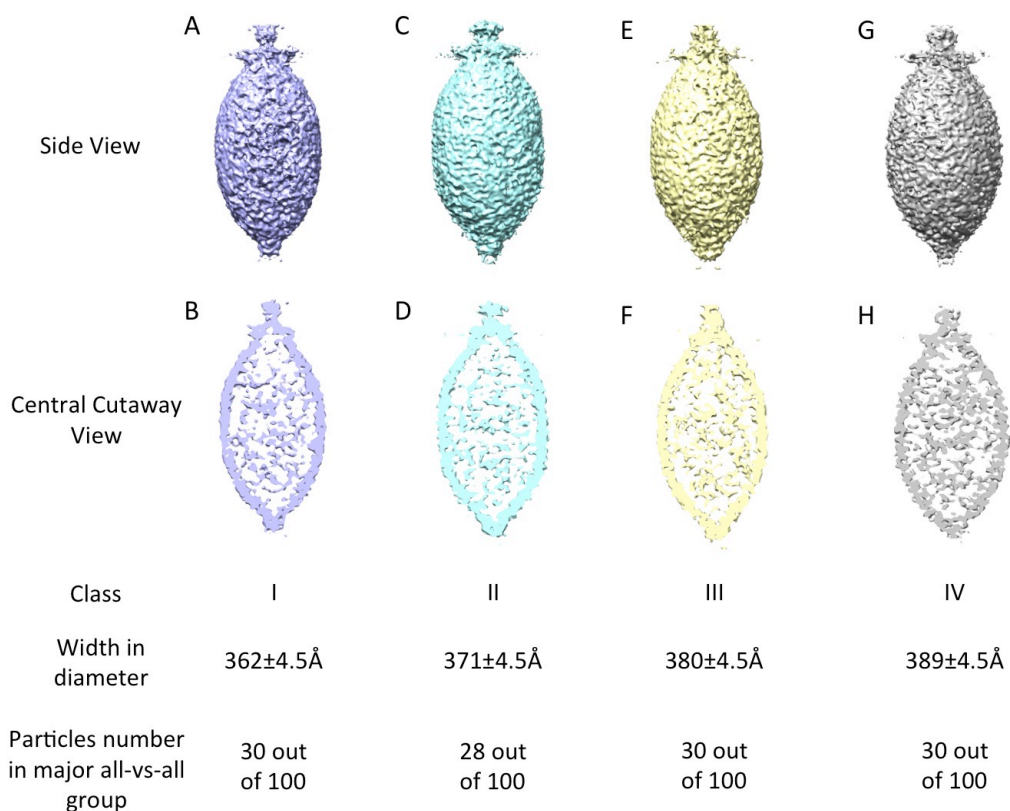 A
C
E
G
Side View
B
D
F
H
Central Cutaway
View
Class
I
II
III
IV
Width in
diameter
362±4.5Å
371±4.5Å
380±4.5Å
389±4.5Å
Particles number
in major all-vs-all
group
30 out
of 100
28 out
of 100
30 out
of 100
30 out
of 100